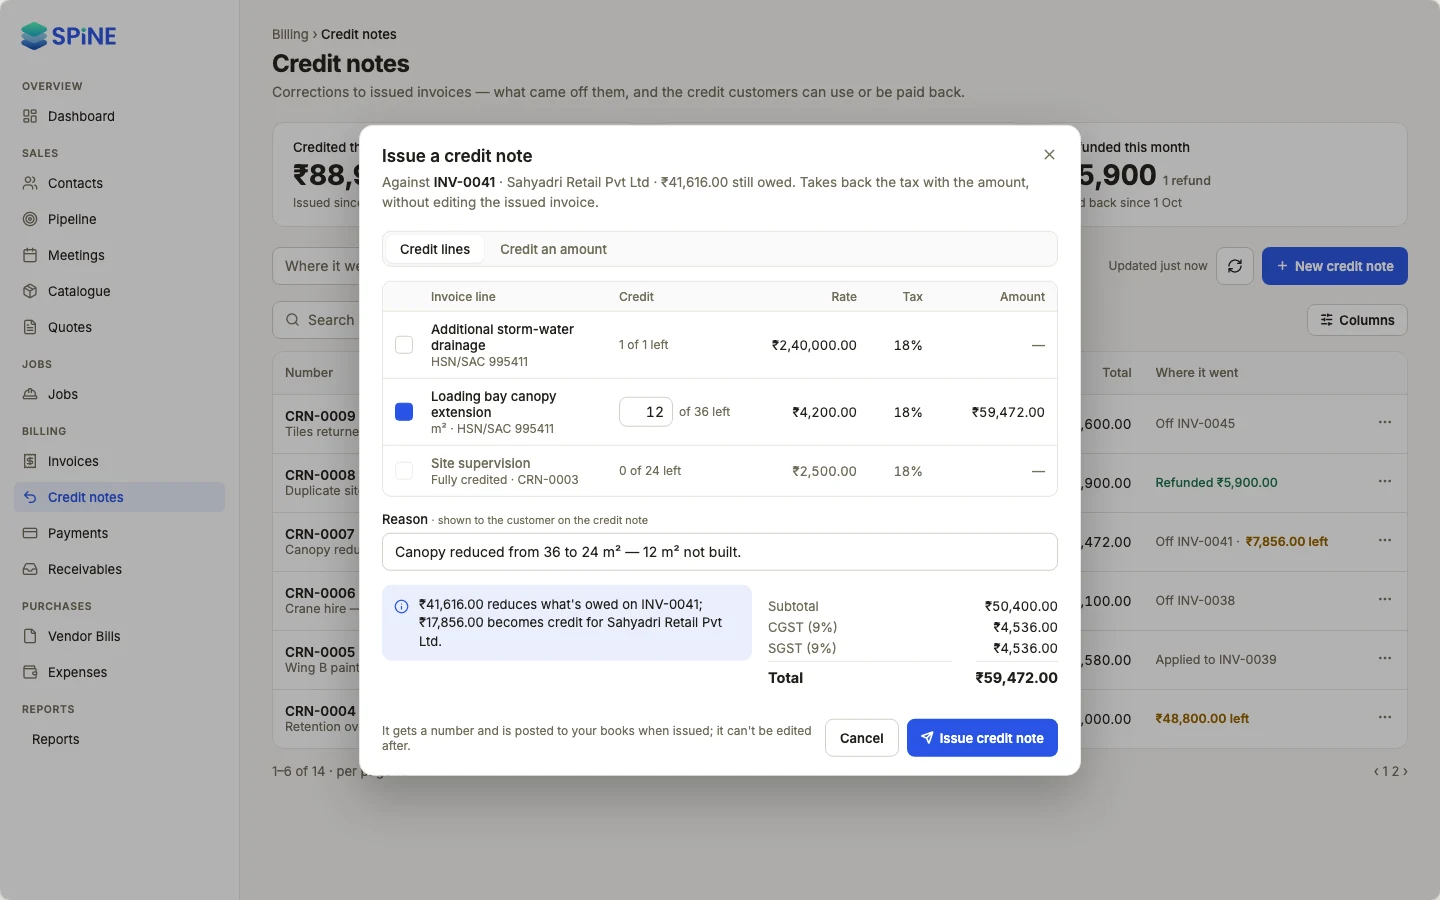 SPiNE
OVERVIEW
Dashboard
SALES
Contacts
Pipeline
Meetings
Catalogue
Quotes
JOBS
Jobs
BILLING
Invoices
Credit notes
Payments
Receivables
PURCHASES
Vendor Bills
Expenses
REPORTS
Reports
Billing › Credit notes
Credit notes
Corrections to issued invoices — what came off them, and the credit customers can use or be paid back.
Credited th
₹88,9
Issued since
funded this month
5,900 1 refund
d back since 1 Oct
Where it we
Updated just now
+ New credit note
Search
Columns
Number
Total
Where it went
CRN-0009
Tiles returne
,600.00
Off INV-0045
CRN-0008
Duplicate sit
,900.00
Refunded ₹5,900.00
CRN-0007
Canopy redu
,472.00
Off INV-0041 · ₹7,856.00 left
CRN-0006
Crane hire —
,100.00
Off INV-0038
CRN-0005
Wing B paint
,580.00
Applied to INV-0039
CRN-0004
Retention ov
,000.00
₹48,800.00 left
1–6 of 14 · per p
‹ 1 2 ›
Issue a credit note
Against INV-0041 · Sahyadri Retail Pvt Ltd · ₹41,616.00 still owed. Takes back the tax with the amount,
without editing the issued invoice.
Credit lines
Credit an amount
Invoice line
Credit
Rate
Tax
Amount
Additional storm-water
drainage
HSN/SAC 995411
1 of 1 left
₹2,40,000.00
18%
—
Loading bay canopy
extension
m² · HSN/SAC 995411
12 of 36 left
₹4,200.00
18%
₹59,472.00
Site supervision
Fully credited · CRN-0003
0 of 24 left
₹2,500.00
18%
—
Reason · shown to the customer on the credit note
Canopy reduced from 36 to 24 m² — 12 m² not built.
₹41,616.00 reduces what's owed on INV-0041;
₹17,856.00 becomes credit for Sahyadri Retail Pvt
Ltd.
Subtotal ₹50,400.00
CGST (9%) ₹4,536.00
SGST (9%) ₹4,536.00
Total ₹59,472.00
It gets a number and is posted to your books when issued; it can't be edited
after.
Cancel
Issue credit note